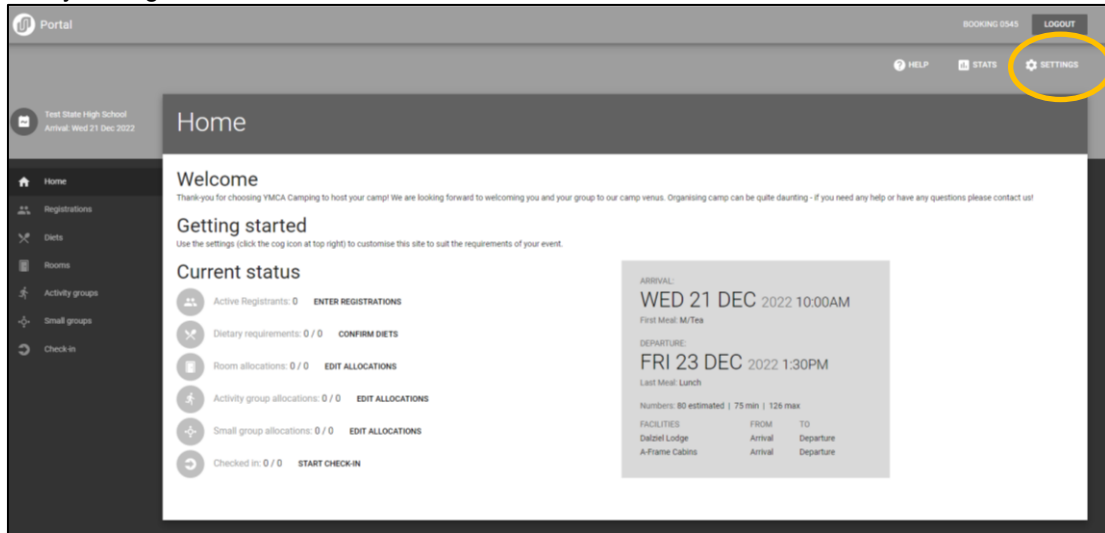 Portal
BOOKING 0545 LOGOUT
HELP STATS SETTINGS
Test State High School
Arrival: Wed 21 Dec 2022
Home
Home
Registrations
Diets
Rooms
Activity groups
Small groups
Check-in
Welcome
Thank-you for choosing YMCA Camping to host your camp! We are looking forward to welcoming you and your group to our camp venue. Organising camp can be quite daunting - if you need any help or have any questions please contact us!
Getting started
Use the settings (click the cog icon at top right) to customise this site to suit the requirements of your event.
Current status
Active Registrants: 0 ENTER REGISTRATIONS
Dietary requirements: 0 / 0 CONFIRM DIETS
Room allocations: 0 / 0 EDIT ALLOCATIONS
Activity group allocations: 0 / 0 EDIT ALLOCATIONS
Small group allocations: 0 / 0 EDIT ALLOCATIONS
Checked in: 0 / 0 START CHECK-IN
ARRIVAL:
WED 21 DEC 2022 10:00AM
First Meal: M/Tea
DEPARTURE:
FRI 23 DEC 2022 1:30PM
Last Meal: Lunch
Numbers: 80 estimated | 75 min | 126 max
FACILITIES FROM TO
Dalziel Lodge Arrival Departure
A-Frame Cabins Arrival Departure